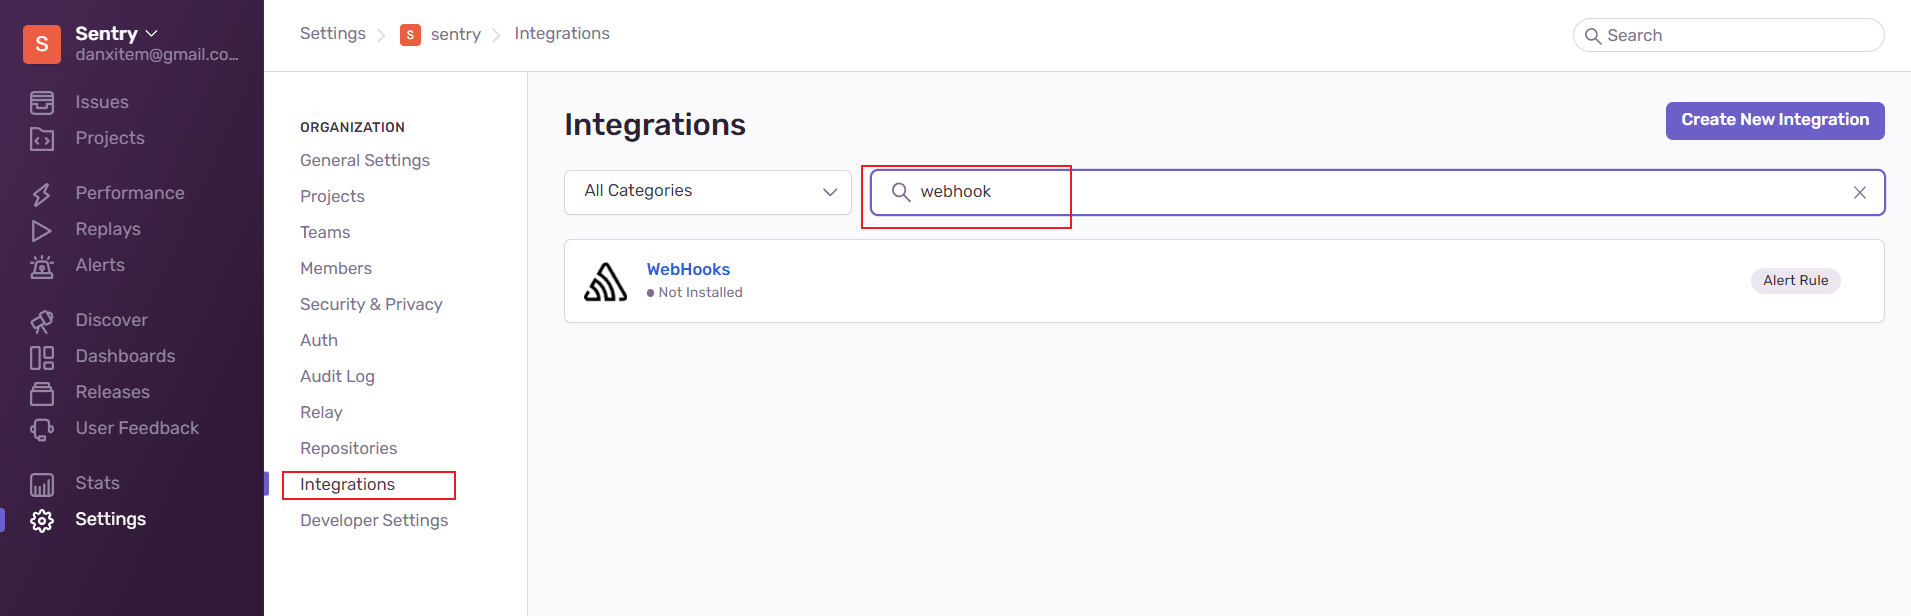 S
Sentry
danxitem@gmail.co...
Issues
Projects
Performance
Replays
Alerts
Discover
Dashboards
Releases
User Feedback
Stats
Settings
Settings > S sentry > Integrations
Search
ORGANIZATION
General Settings
Projects
Teams
Members
Security & Privacy
Auth
Audit Log
Relay
Repositories
Integrations
Developer Settings
Integrations
Create New Integration
All Categories
webhook
WebHooks
Not Installed
Alert Rule